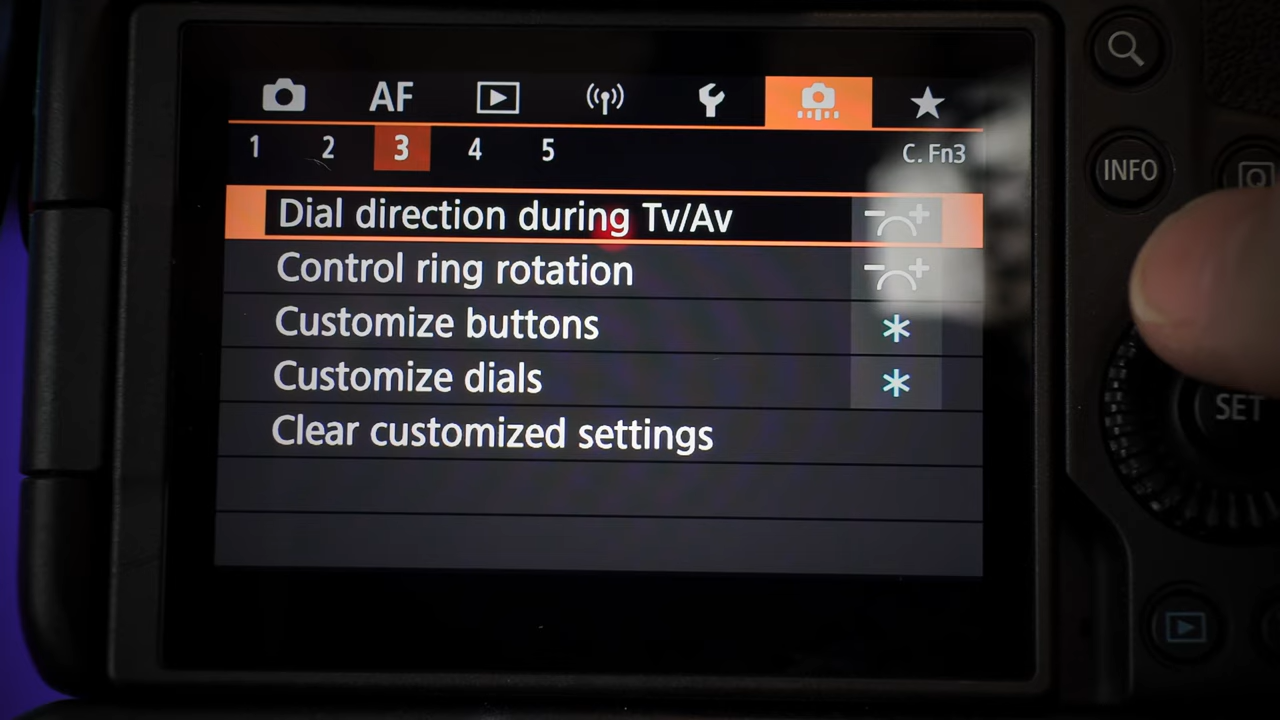 AF
1 2 3 4 5 C.Fn3
INFO
Dial direction during Tv/Av
Control ring rotation
Customize buttons
Customize dials
SET
Clear customized settings